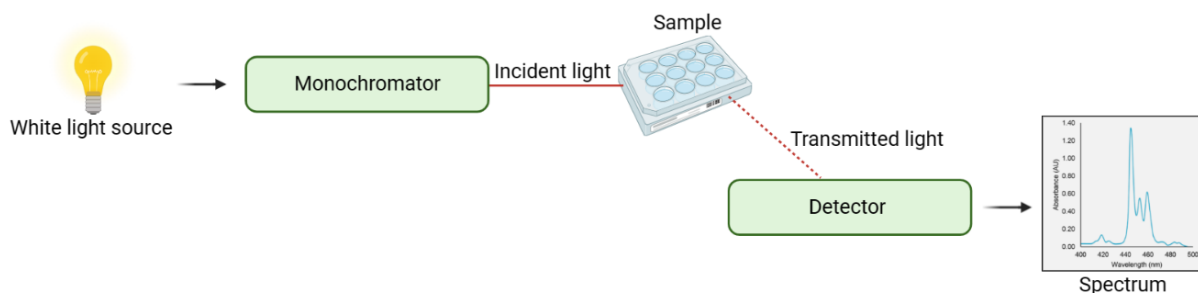 Sample
Monochromator
Incident light
White light source
Transmitted light
Detector
1.40
1.20
1.00
0.80
0.60
0.40
0.20
0.00
Absorbance (AU)
400 420 440 460 480 500
Wavelength (nm)
Spectrum